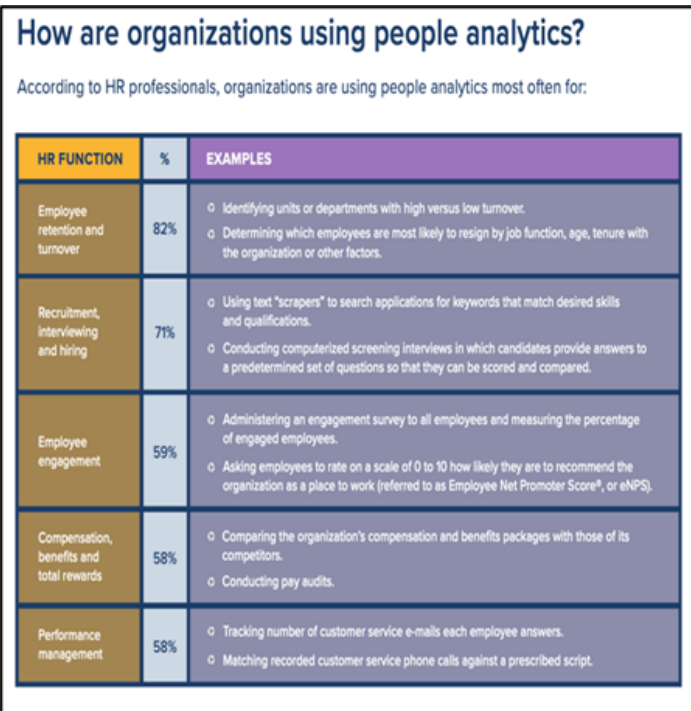 How are organizations using people analytics?
According to HR professionals, organizations are using people analytics most often for:
HR FUNCTION % EXAMPLES
Employee
retention and
turnover
82%
Identifying units or departments with high versus low turnover.
Determining which employees are most likely to resign by job function, age, tenure with
the organization or other factors.
Recruitment,
interviewing
and hiring
71%
Using text "scrapers" to search applications for keywords that match desired skills
and qualifications.
Conducting computerized screening interviews in which candidates provide answers to
a predetermined set of questions so that they can be scored and compared.
Employee
engagement
59%
Administering an engagement survey to all employees and measuring the percentage
of engaged employees.
Asking employees to rate on a scale of 0 to 10 how likely they are to recommend the
organization as a place to work (referred to as Employee Net Promoter Score®, or eNPS).
Compensation,
benefits and
total rewards
58%
Comparing the organization's compensation and benefits packages with those of its
competitors.
Conducting pay audits.
Performance
management
58%
Tracking number of customer service e-mails each employee answers.
Matching recorded customer service phone calls against a prescribed script.